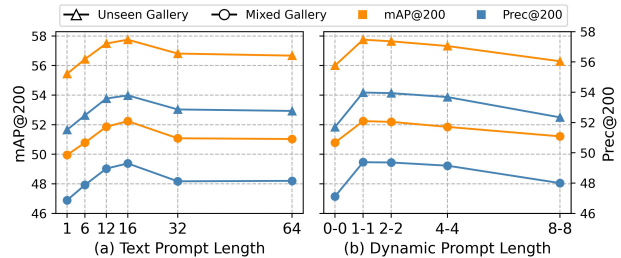 Unseen Gallery Mixed Gallery mAP@200 Prec@200
58
56
54
52
50
48
46
mAP@200
1 6 12 16 32 64
(a) Text Prompt Length
0-0 1-1 2-2 4-4 8-8
(b) Dynamic Prompt Length
58
56
54
52
50
48
46
Prec@200